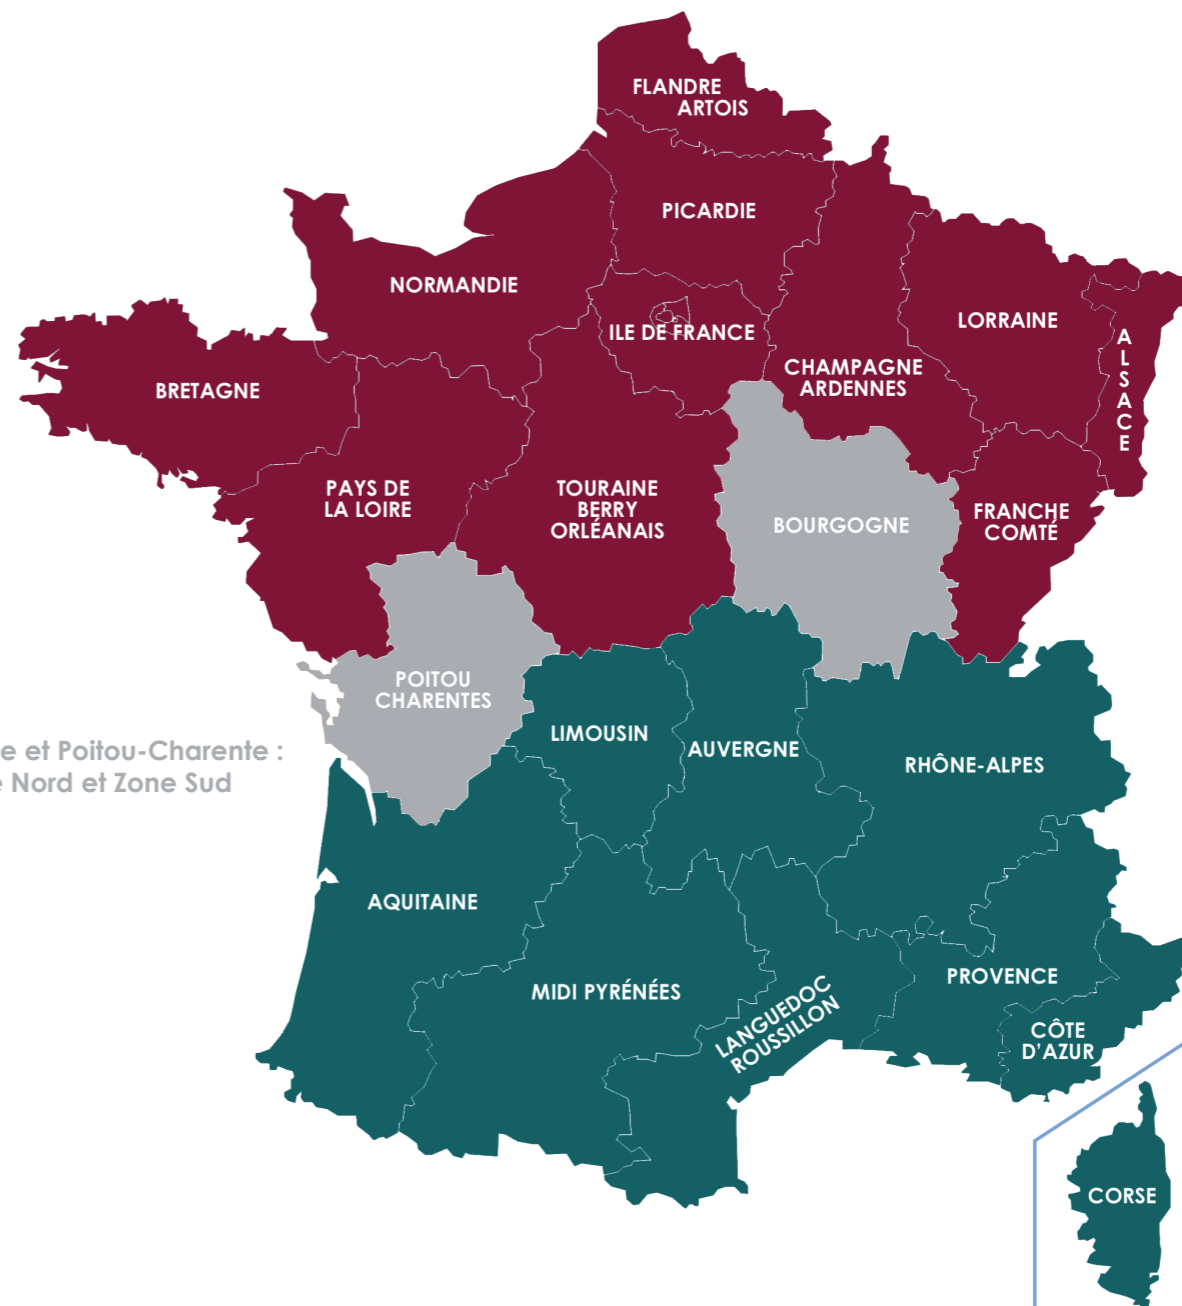 FLANDRE
ARTOIS
PICARDIE
NORMANDIE
ILE DE FRANCE
LORRAINE
ALSACE
CHAMPAGNE
ARDENNES
BRETAGNE
PAYS DE
LA LOIRE
TOURAINE
BERRY
ORLÉANAIS
BOURGOGNE
FRANCHE
COMTÉ
POITOU
CHARENTES
e et Poitou-Charente :
Nord et Zone Sud
LIMOUSIN
AUVERGNE
RHÔNE-ALPES
AQUITAINE
MIDI PYRÉNÉES
LANGUEDOC
ROUSSILLON
PROVENCE
CÔTE
D'AZUR
CORSE